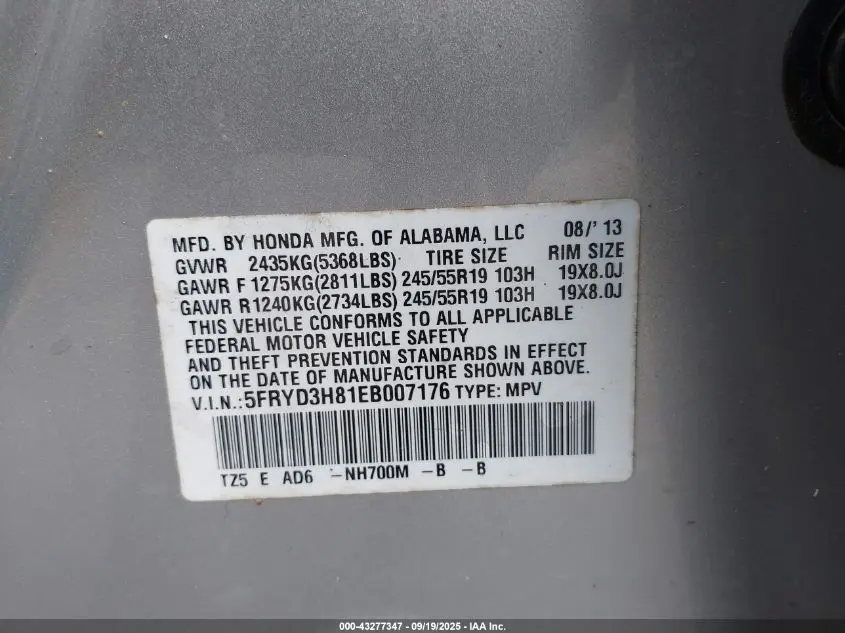 MFD. BY HONDA MFG. OF ALABAMA, LLC 08/'13
GVWR 2435KG(5368LBS) TIRE SIZE RIM SIZE
GAWR F 1275KG(2811LBS) 245/55R19 103H 19X8.0J
GAWR R1240KG(2734LBS) 245/55R19 103H 19X8.0J
THIS VEHICLE CONFORMS TO ALL APPLICABLE
FEDERAL MOTOR VEHICLE SAFETY
AND THEFT PREVENTION STANDARDS IN EFFECT
ON THE DATE OF MANUFACTURE SHOWN ABOVE.
V.I.N.:5FRYD3H81EB007176 TYPE: MPV
TZ5 E AD6 -NH700M -B -B
000-43277347 - 09/19/2025 - IAA Inc.